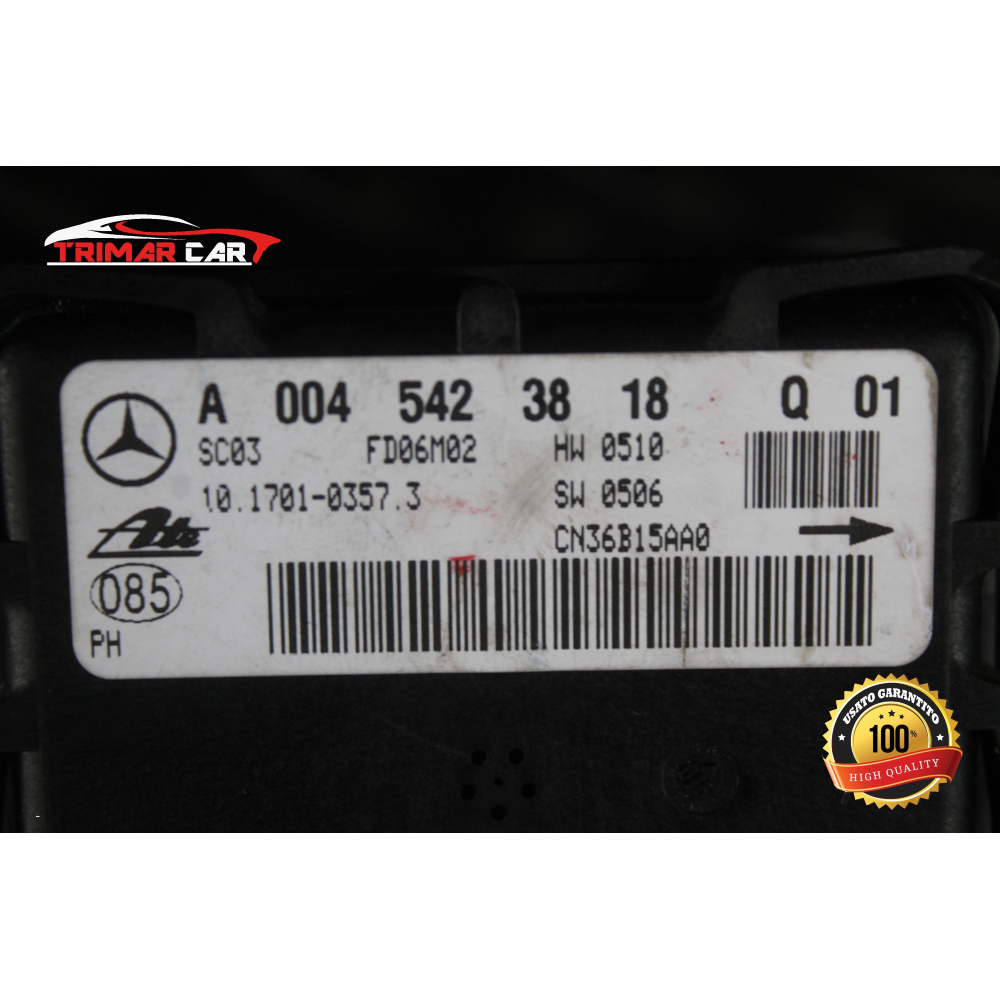 TRIMAR CAR
A 004 542 38 18 Q 01
SC03 FD06M02 HW 0510
10.1701-0357.3 SW 0506
CN36B15AA0
Ate
085
PH
USATO GARANTITO
100%
HIGH QUALITY